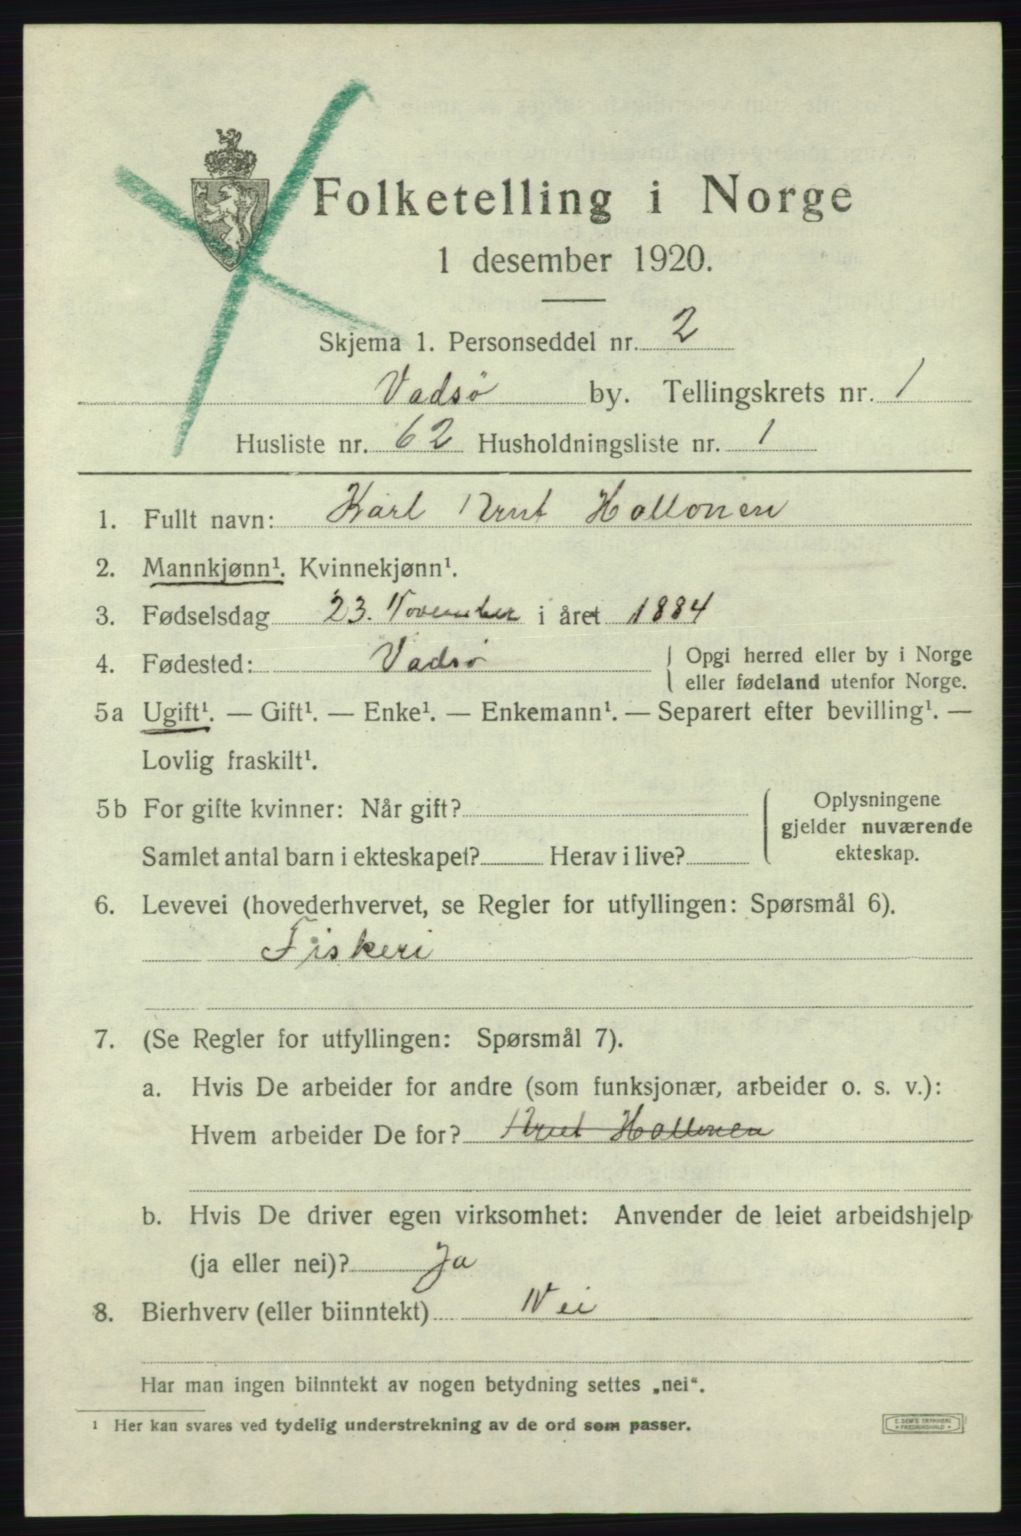 Folketelling i Norge
1 desember 1920.
Skjema 1. Personseddel nr. 2
Vadsø by. Tellingskrets nr. 1
Husliste nr. 62 Husholdningsliste nr. 1
1. Fullt navn: Karl Arnt Hallonen
2. Mannkjønn¹. Kvinnekjønn¹.
3. Fødselsdag 23. November i året 1884
4. Fødested: Vadsø { Opgi herred eller by i Norge
eller fødeland utenfor Norge.
5a Ugift¹. — Gift¹. — Enke¹. — Enkemann¹. — Separert efter bevilling¹. —
Lovlig fraskilt¹.
5b For gifte kvinner: Når gift?
Samlet antal barn i ekteskapet? Herav i live?
Oplysningene
gjelder nuværende
ekteskap.
6. Levevei (hovederhvervet, se Regler for utfyllingen: Spørsmål 6).
Fiskeri
7. (Se Regler for utfyllingen: Spørsmål 7).
a. Hvis De arbeider for andre (som funksjonær, arbeider o. s. v.):
Hvem arbeider De for? Arnt Hallonen
b. Hvis De driver egen virksomhet: Anvender de leiet arbeidshjelp
(ja eller nei)? Ja
8. Bierhverv (eller biinntekt) Nei
Har man ingen biinntekt av nogen betydning settes „nei“.
¹ Her kan svares ved tydelig understrekning av de ord som passer.